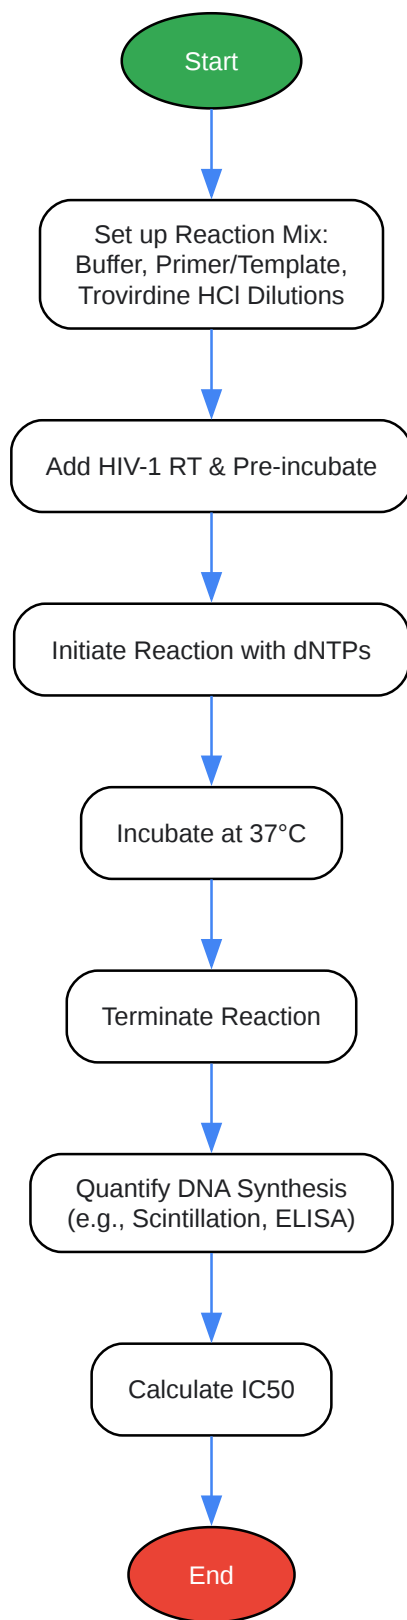 Start
Set up Reaction Mix:
Buffer, Primer/Template,
Trovirdine HCl Dilutions
Add HIV-1 RT & Pre-incubate
Initiate Reaction with dNTPs
Incubate at 37°C
Terminate Reaction
Quantify DNA Synthesis
(e.g., Scintillation, ELISA)
Calculate IC50
End